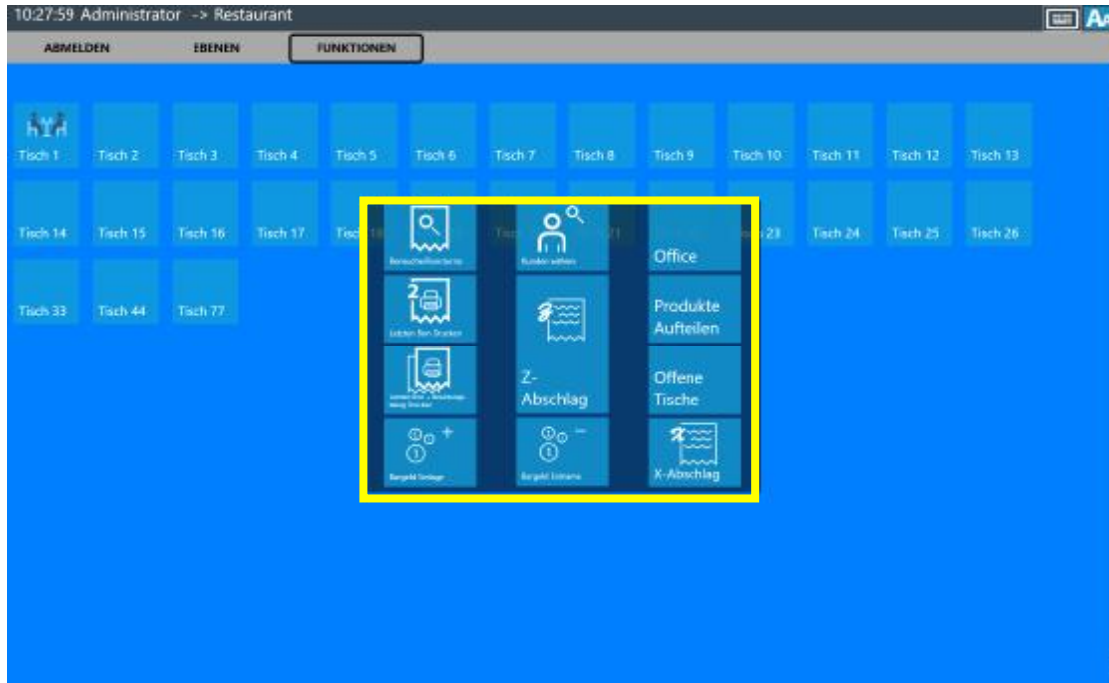 10:27:59 Administrator -> Restaurant
ABMELDEN EBENEN FUNKTIONEN
Tisch 1 Tisch 2 Tisch 3 Tisch 4 Tisch 5 Tisch 6 Tisch 7 Tisch 8 Tisch 9 Tisch 10 Tisch 11 Tisch 12 Tisch 13
Tisch 14 Tisch 15 Tisch 16 Tisch 17 Tisch 24 Tisch 25 Tisch 26
Tisch 33 Tisch 44 Tisch 77
Kunden wählen
Office
2
Letzten Bon Drucken
Z-
Abschlag
Produkte
Aufteilen
Offene
Tische
Bargeld Einlage
Bargeld Entnahme
X-Abschlag